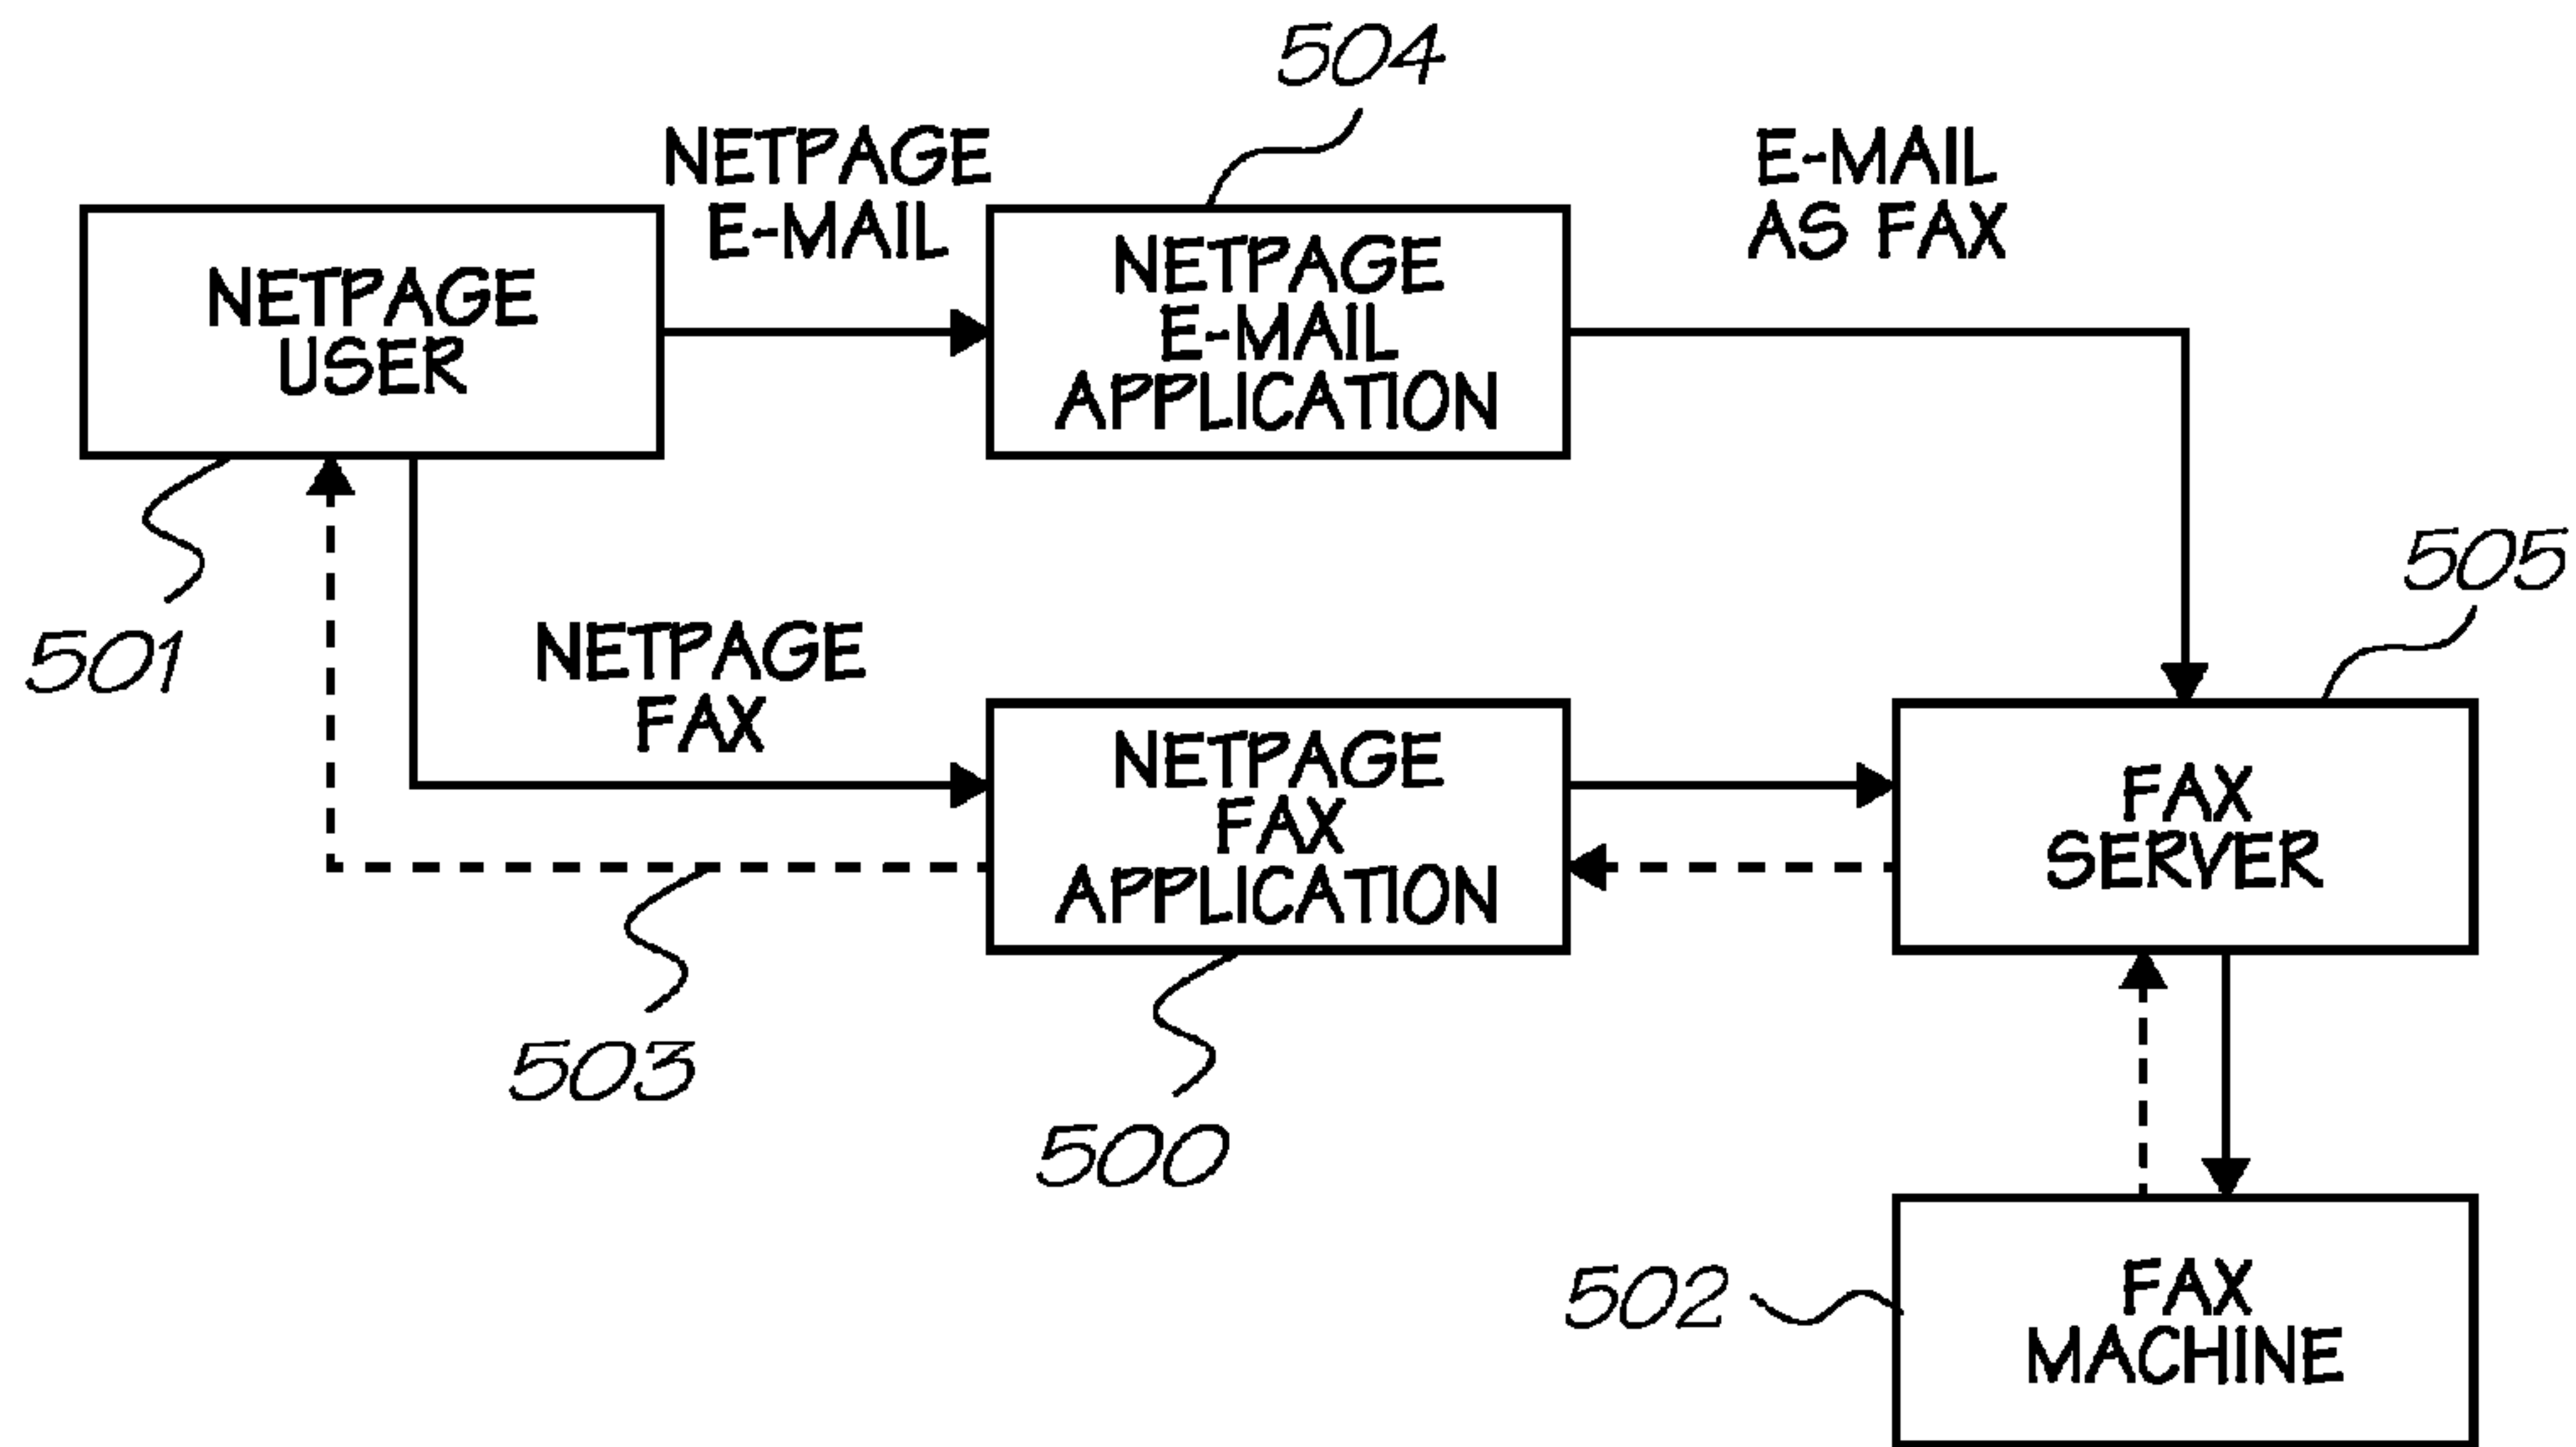 504
NETPAGE
E-MAIL
E-MAIL
AS FAX
NETPAGE
USER
NETPAGE
E-MAIL
APPLICATION
501
NETPAGE
FAX
505
NETPAGE
FAX
APPLICATION
FAX
SERVER
503
500
502
FAX
MACHINE